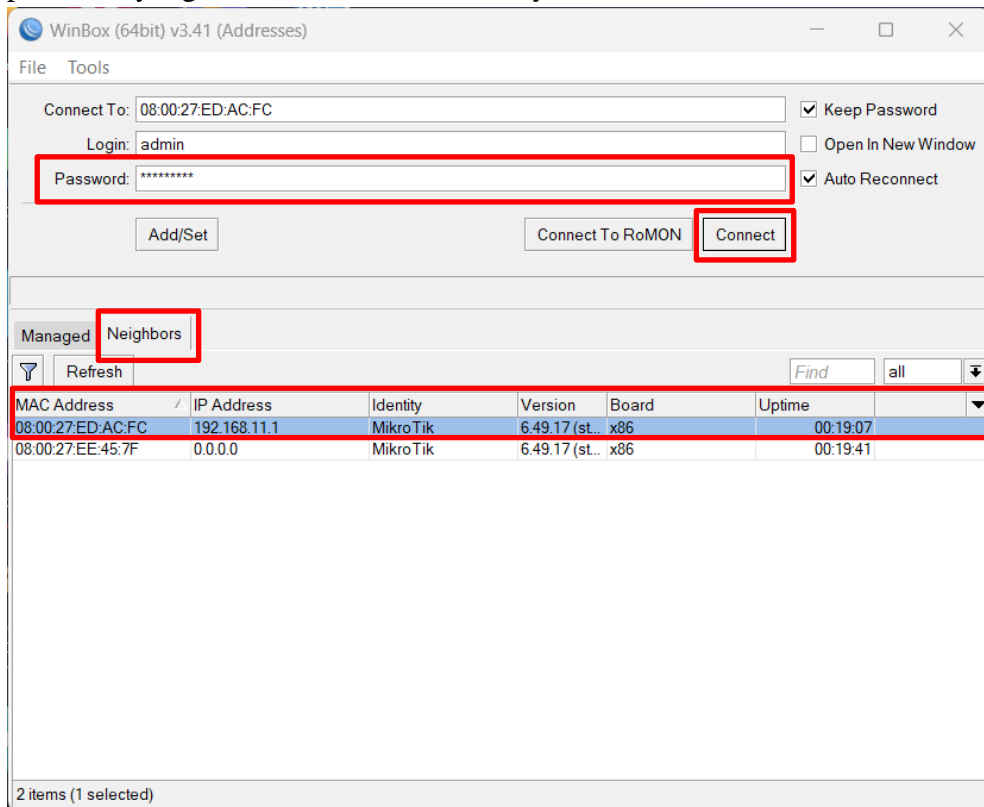 WinBox (64bit) v3.41 (Addresses)
File Tools
Connect To: 08:00:27:ED:AC:FC
Keep Password
Login: admin
Open In New Window
Password: *********
Auto Reconnect
Add/Set
Connect To RoMON
Connect
Managed
Neighbors
Refresh
Find
all
MAC Address IP Address Identity Version Board Uptime
08:00:27:ED:AC:FC 192.168.11.1 MikroTik 6.49.17 (st... x86 00:19:07
08:00:27:EE:45:7F 0.0.0.0 MikroTik 6.49.17 (st... x86 00:19:41
2 items (1 selected)